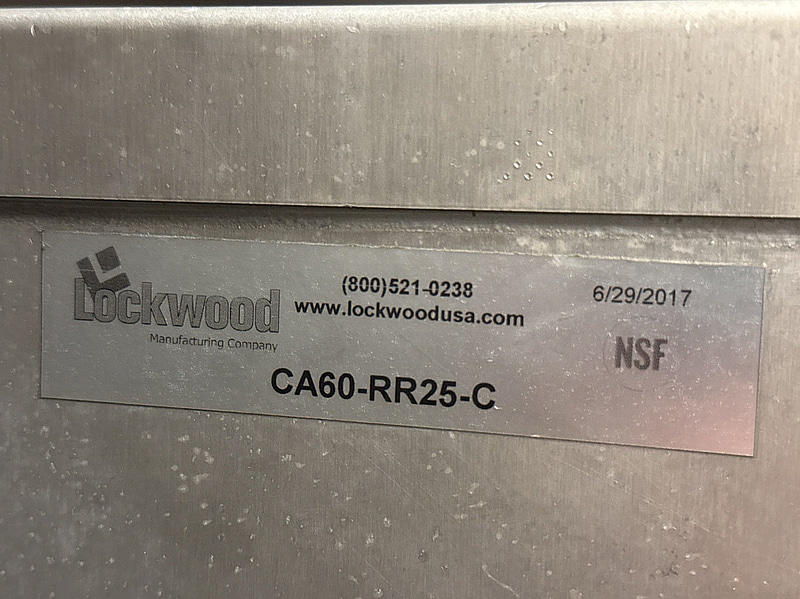 Lockwood
Manufacturing Company
(800)521-0238
www.lockwoodusa.com
6/29/2017
NSF
CA60-RR25-C